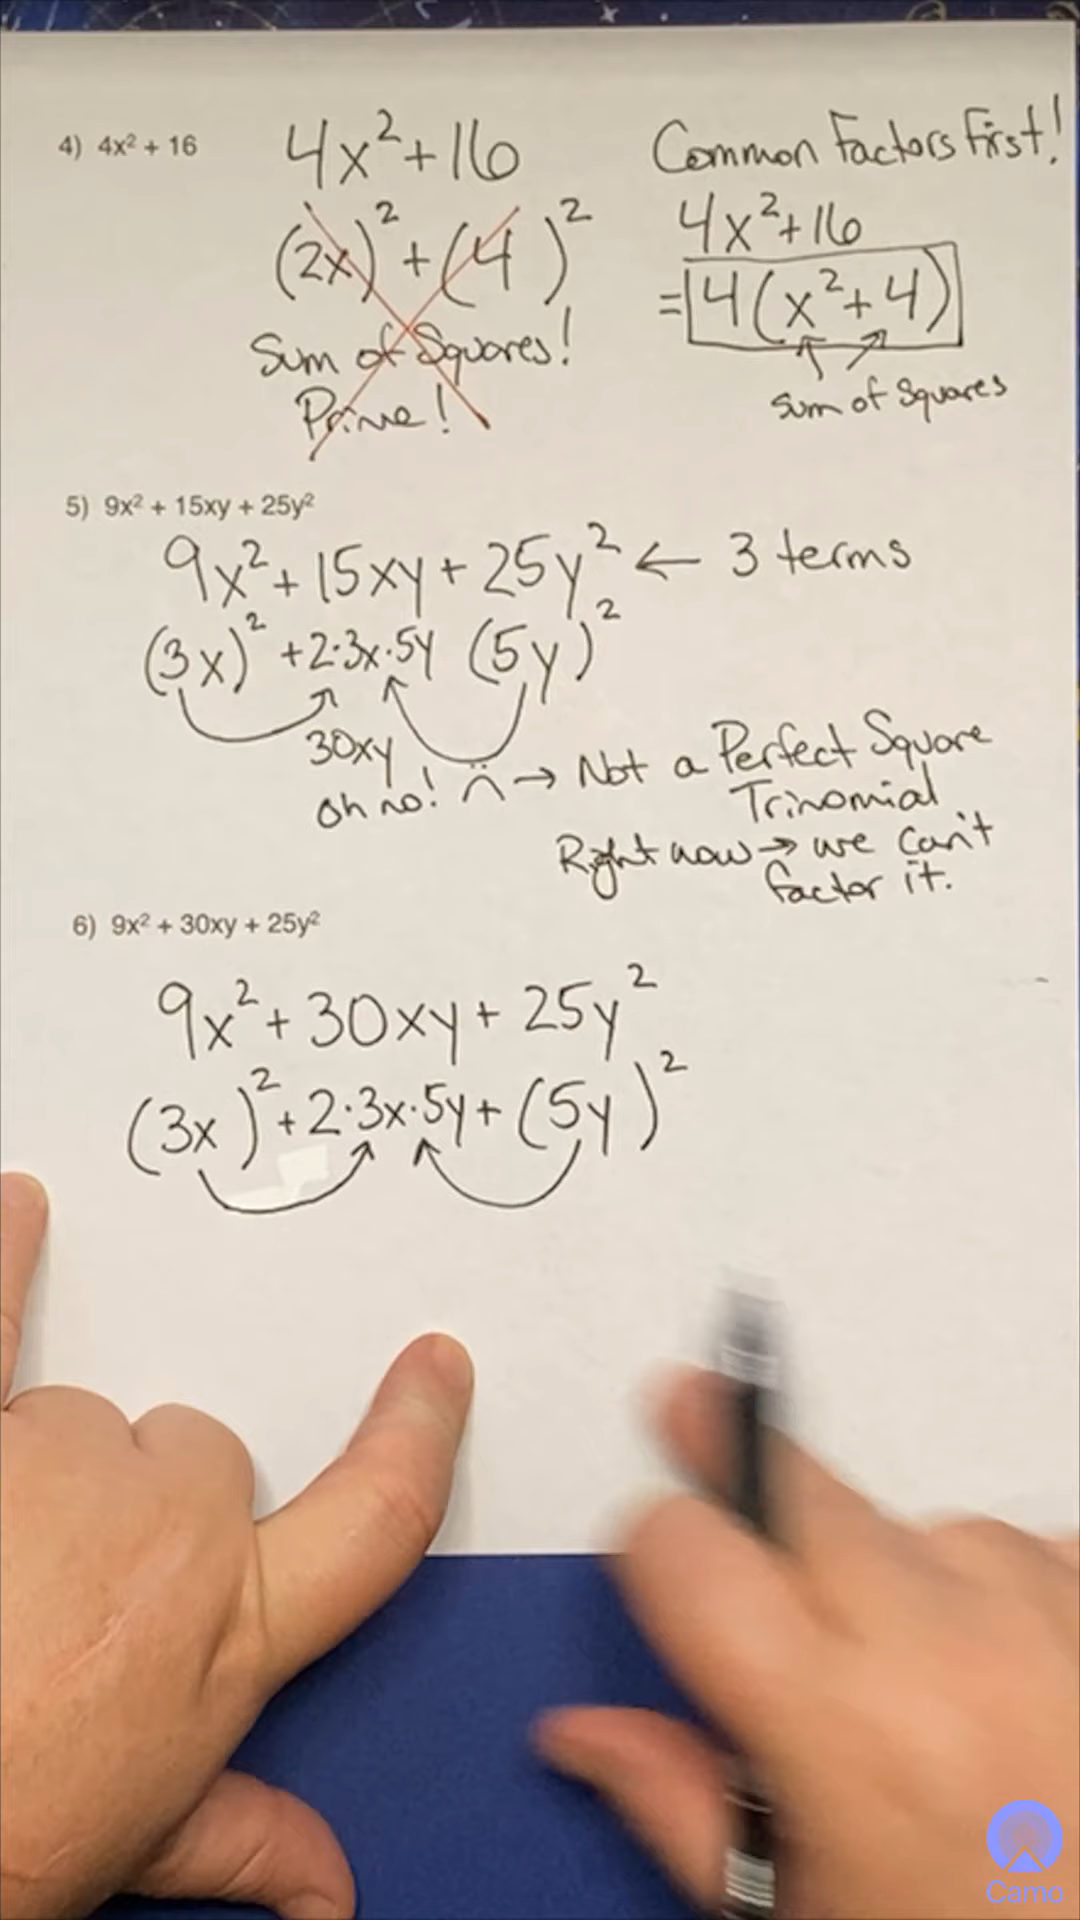 4) 4x² + 16
4x² + 16
(2x)² + (4)²
Sum of Squares!
Prime!
Common Factors First!
4x² + 16
= 4(x² + 4)
sum of squares
5) 9x² + 15xy + 25y²
9x² + 15xy + 25y² ← 3 terms
(3x)² + 2·3x·5y (5y)²
30xy
oh no! → Not a Perfect Square
Trinomial
Right now → we can't
factor it.
6) 9x² + 30xy + 25y²
9x² + 30xy + 25y²
(3x)² + 2·3x·5y + (5y)²
Camo